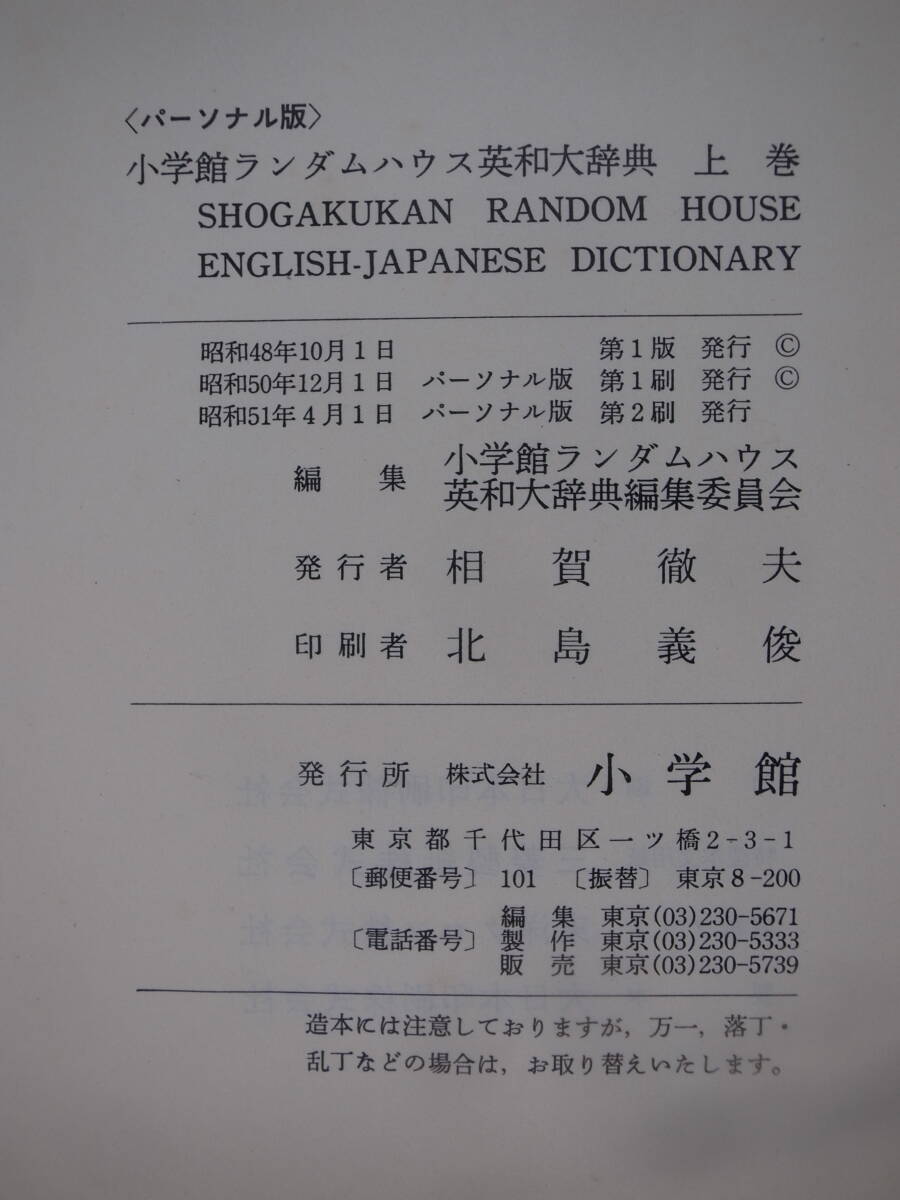 〈パーソナル版〉
小学館ランダムハウス英和大辞典 上巻
SHOGAKUKAN RANDOM HOUSE
ENGLISH-JAPANESE DICTIONARY
昭和48年10月1日 第1版 発行 ©
昭和50年12月1日 パーソナル版 第1刷 発行 ©
昭和51年4月1日 パーソナル版 第2刷 発行
編集 小学館ランダムハウス
英和大辞典編集委員会
発行者 相賀徹夫
印刷者 北島義俊
発行所 株式会社 小学館
東京都千代田区一ツ橋2-3-1
〔郵便番号〕 101 〔振替〕 東京8-200
編集 東京(03)230-5671
〔電話番号〕 製作 東京(03)230-5333
販売 東京(03)230-5739
造本には注意しておりますが,万一,落丁・
乱丁などの場合は,お取り替えいたします。